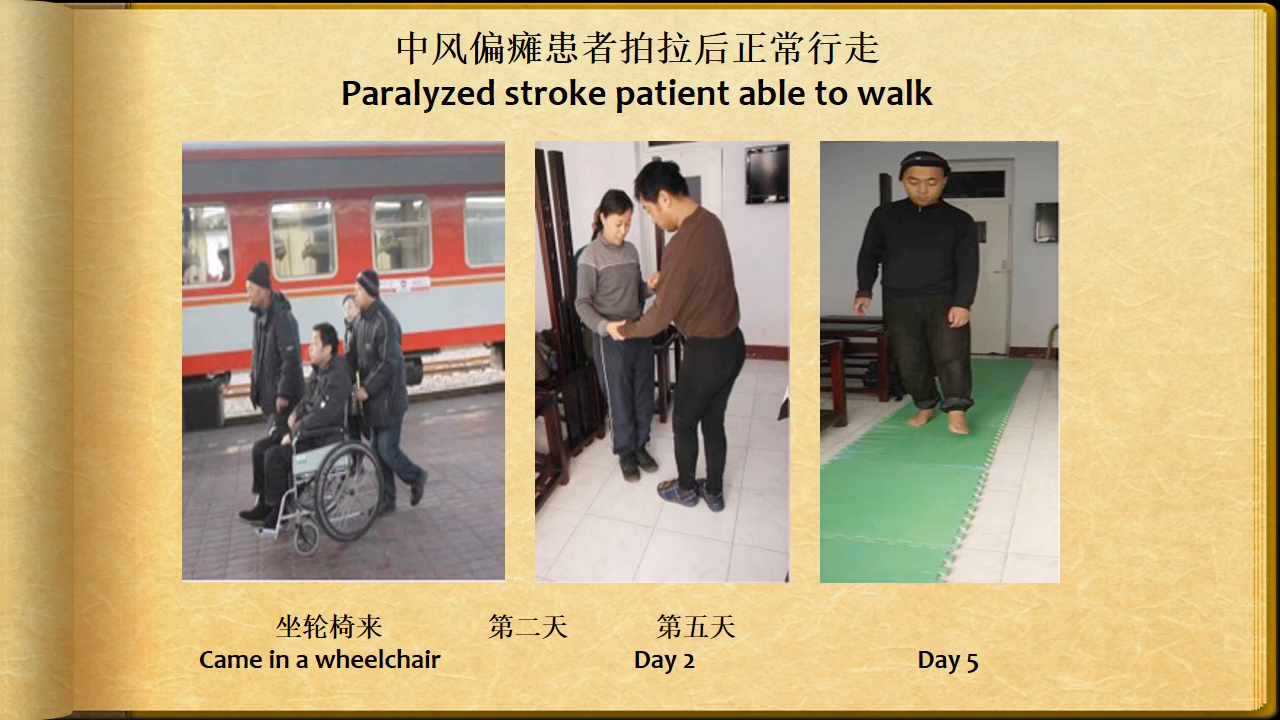 中风偏瘫患者拍拉后正常行走
Paralyzed stroke patient able to walk
坐轮椅来 第二天 第五天
Came in a wheelchair Day 2 Day 5